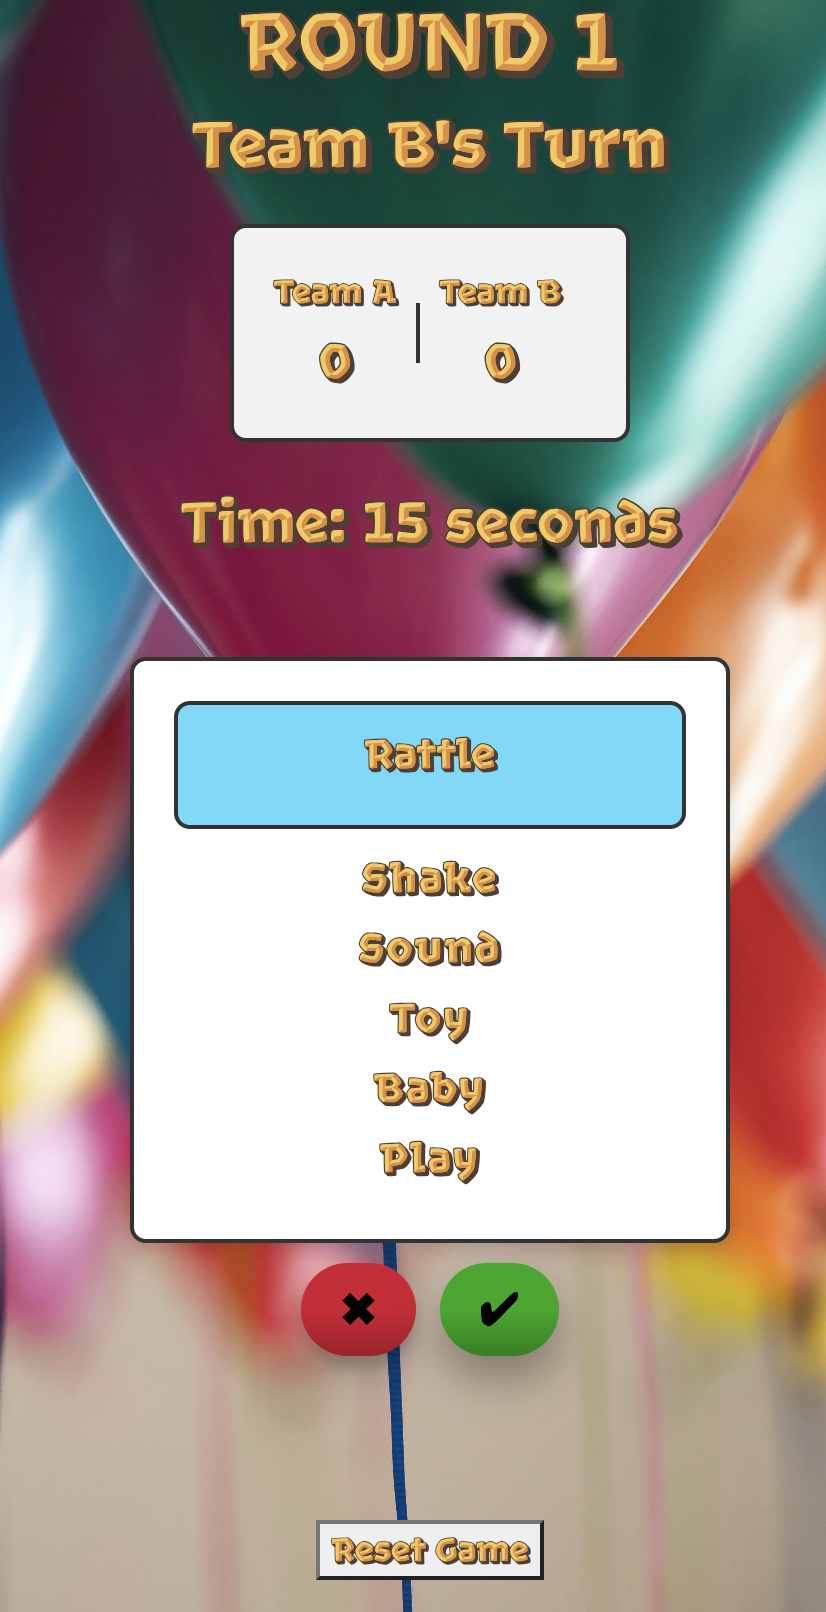 ROUND 1
Team B's Turn
Team A | Team B
0 0
Time: 15 seconds
Rattle
Shake
Sound
Toy
Baby
Play
✖ ✔
Reset Game